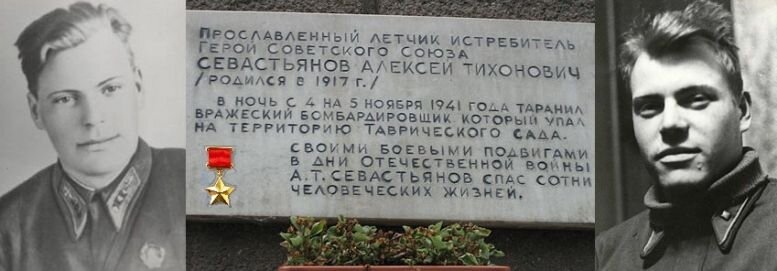 Прославленный летчик истребитель
Герой Советского Союза
Севастьянов Алексей Тихонович
/родился в 1917 г./
В ночь с 4 на 5 ноября 1941 года таранил
вражеский бомбардировщик который упал
на территорию Таврического сада.
Своими боевыми подвигами
в дни Отечественной войны
А.Т. Севастьянов спас сотни
человеческих жизней.